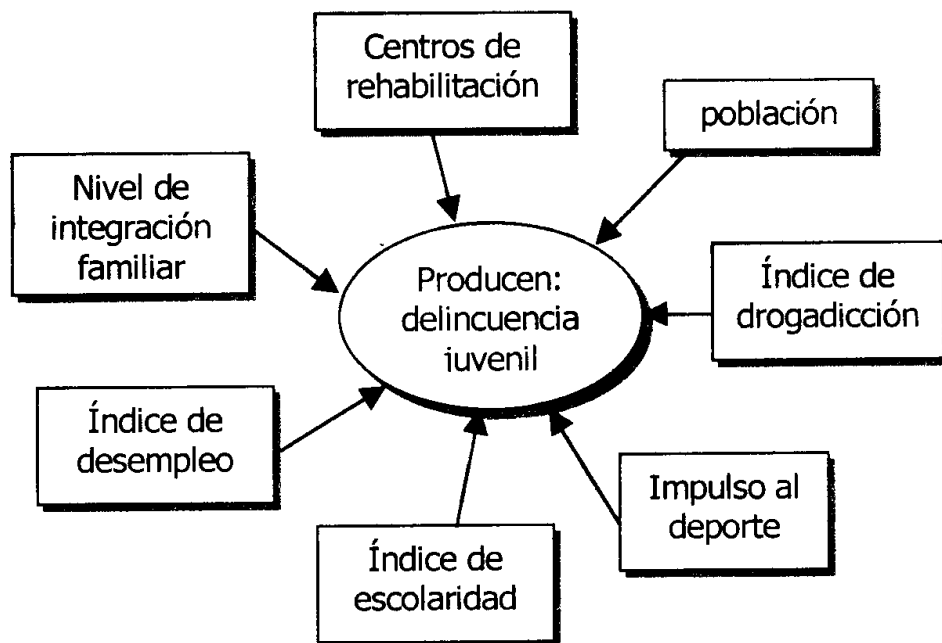 Centros de
rehabilitación
población
Nivel de
integración
familiar
Producen:
delincuencia
iuvenil
Índice de
drogadicción
Índice de
desempleo
Impulso al
deporte
Índice de
escolaridad